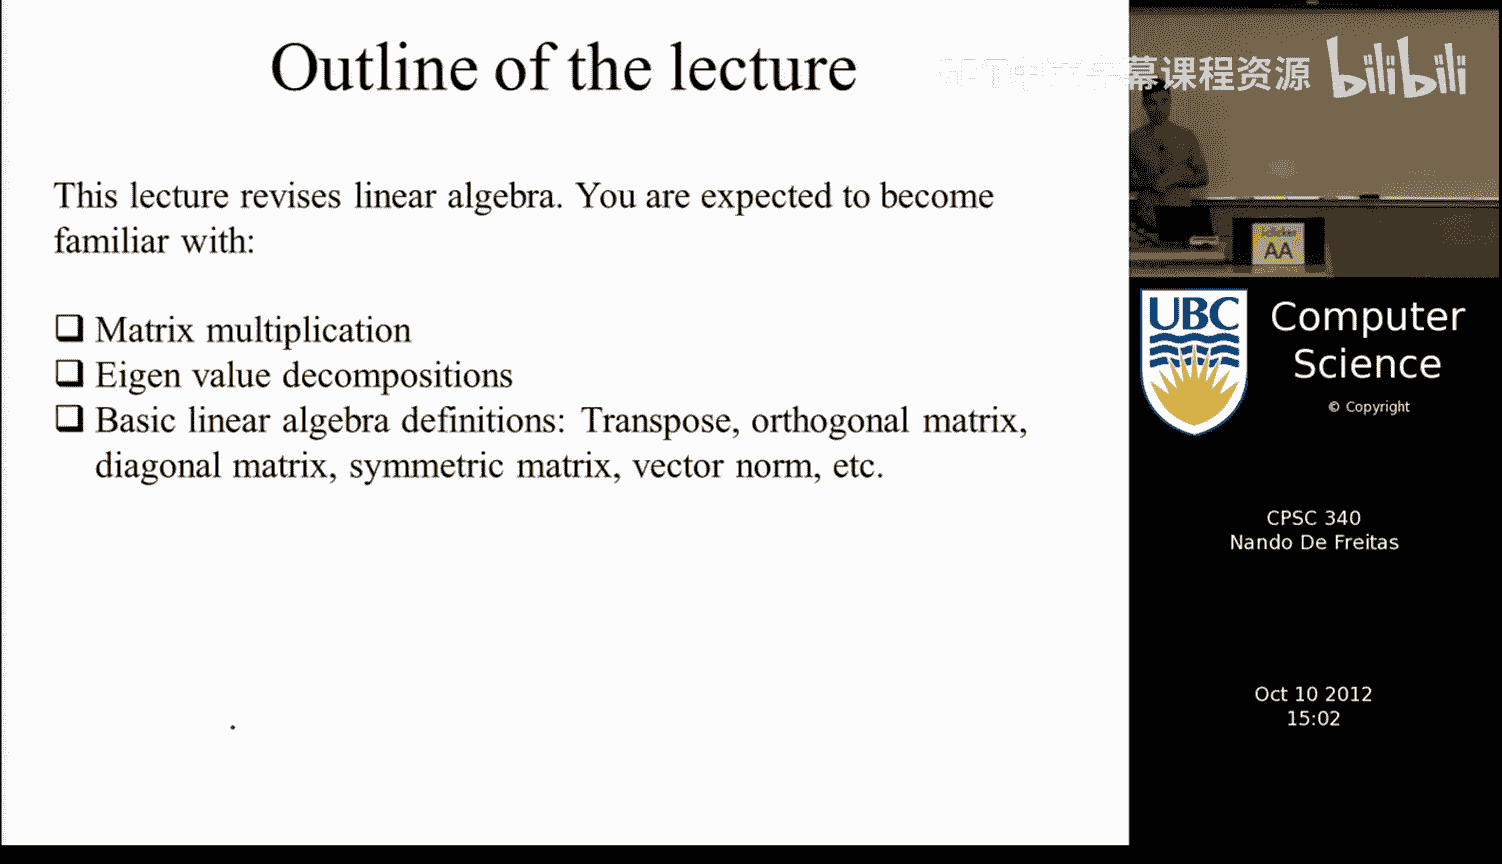 Outline of the lecture
This lecture revises linear algebra. You are expected to become
familiar with:
❑ Matrix multiplication
❑ Eigen value decompositions
❑ Basic linear algebra definitions: Transpose, orthogonal matrix,
diagonal matrix, symmetric matrix, vector norm, etc.
幕课程资源 bilibili
AA
UBC
Computer
Science
© Copyright
CPSC 340
Nando De Freitas
Oct 10 2012
15:02